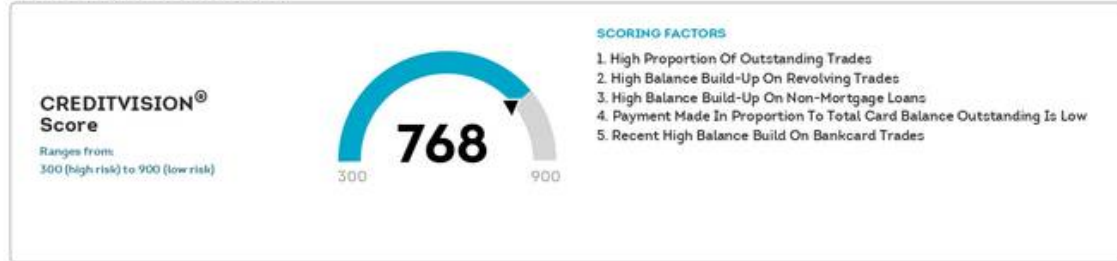 CREDITVISION®
Score
Ranges from:
300 (high risk) to 900 (low risk)
768
300
900
SCORING FACTORS
1. High Proportion Of Outstanding Trades
2. High Balance Build-Up On Revolving Trades
3. High Balance Build-Up On Non-Mortgage Loans
4. Payment Made In Proportion To Total Card Balance Outstanding Is Low
5. Recent High Balance Build On Bankcard Trades